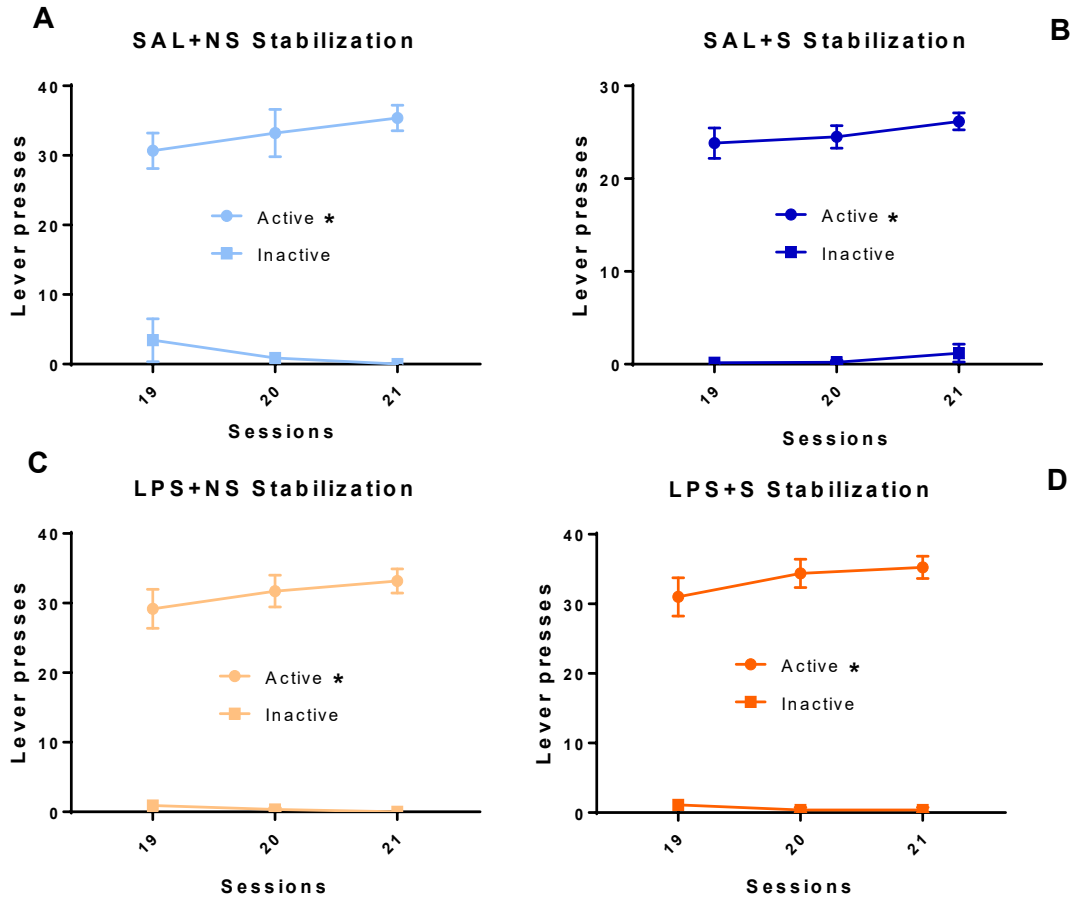 A
SAL+NS Stabilization
40
30
20
10
0
Lever presses
Active *
Inactive
19
20
21
Sessions
B
SAL+S Stabilization
30
20
10
0
Lever presses
Active *
Inactive
19
20
21
Sessions
C
LPS+NS Stabilization
40
30
20
10
0
Lever presses
Active *
Inactive
19
20
21
Sessions
D
LPS+S Stabilization
40
30
20
10
0
Lever presses
Active *
Inactive
19
20
21
Sessions